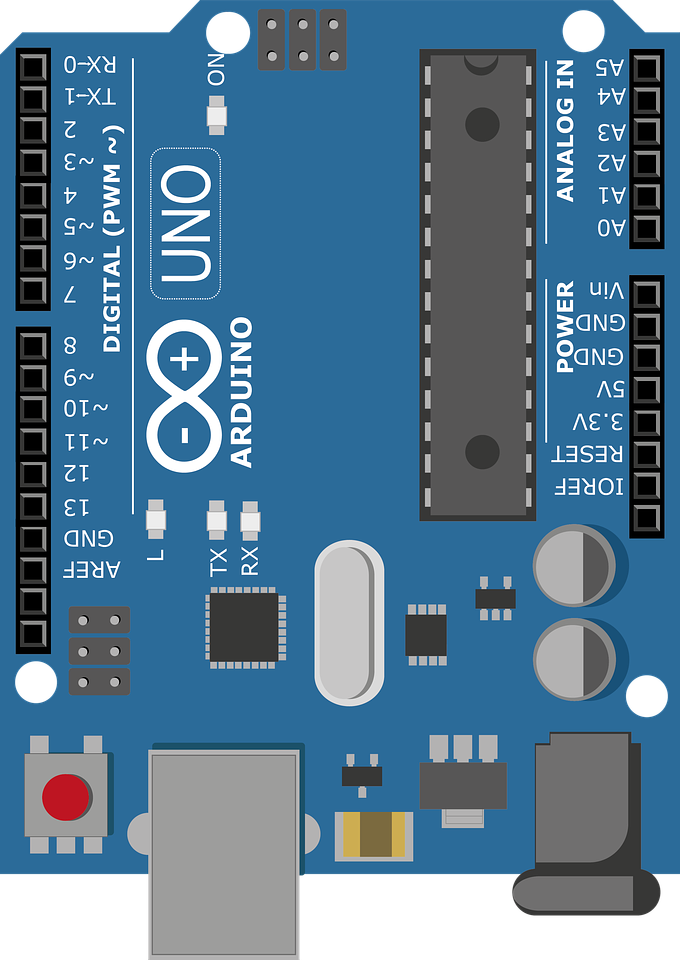 RX←0
TX→1
2
~3
4
~5
~6
7
DIGITAL (PWM ~)
8
~9
~10
~11
12
13
GND
AREF
ON
UNO
ARDUINO
L
TX
RX
ANALOG IN
A5
A4
A3
A2
A1
A0
POWER
Vin
GND
GND
5V
3.3V
RESET
IOREF